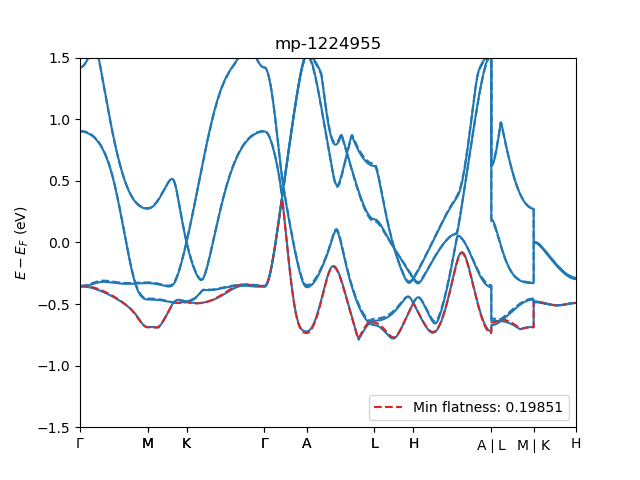 mp-1224955
E − E_F (eV)
1.5
1.0
0.5
0.0
−0.5
−1.0
−1.5
Min flatness: 0.19851
Γ M K Γ A L H A | L M | K H